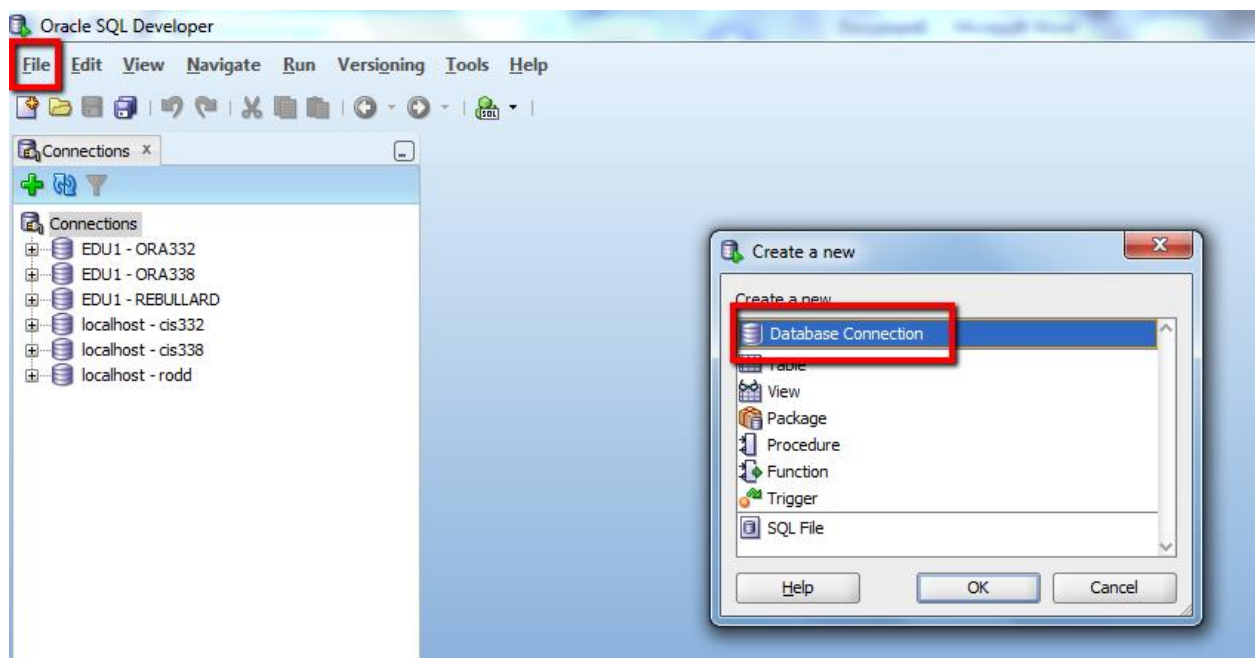 Oracle SQL Developer
File Edit View Navigate Run Versioning Tools Help
SQL
Connections x
Connections
EDU1 - ORA332
EDU1 - ORA338
EDU1 - REBULLARD
localhost - cis332
localhost - cis338
localhost - rodd
Create a new
Create a new
Database Connection
Table
View
Package
Procedure
Function
Trigger
SQL File
Help OK Cancel